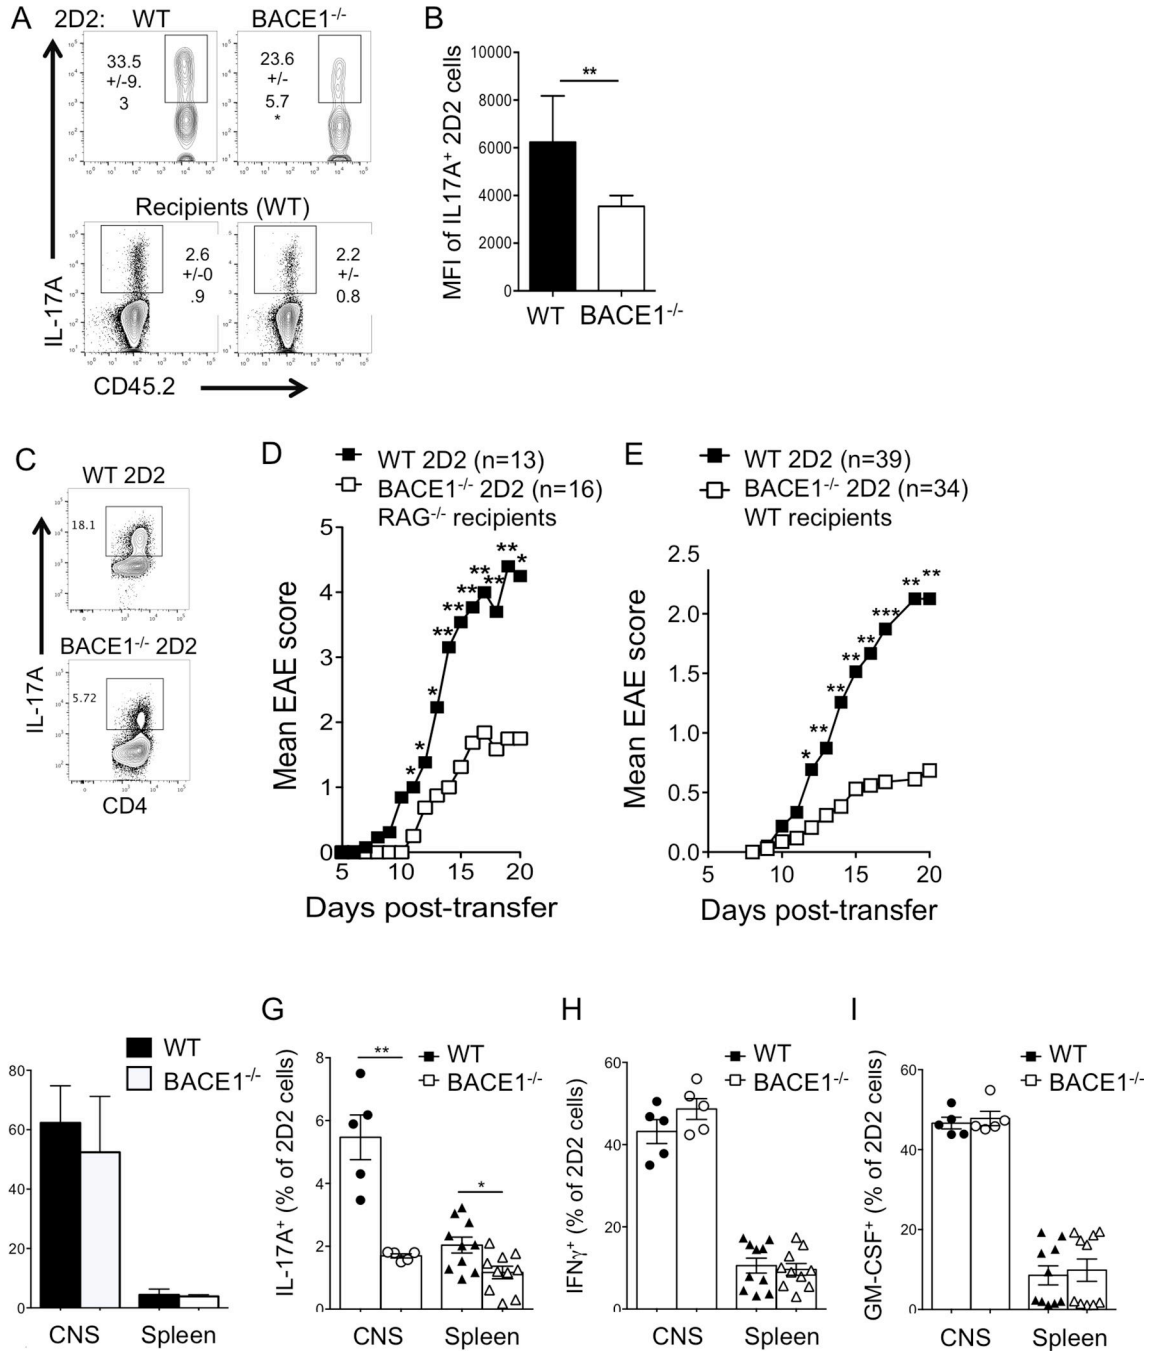 A
2D2:
WT
BACE1-/-
33.5
+/-9.
3
23.6
+/-
5.7
*
Recipients (WT)
2.6
+/-0
.9
2.2
+/-
0.8
IL-17A
CD45.2
B
MFI of IL17A+ 2D2 cells
10000
8000
6000
4000
2000
0
**
WT
BACE1-/-
C
WT 2D2
18.1
BACE1-/- 2D2
5.72
IL-17A
CD4
D
WT 2D2 (n=13)
BACE1-/- 2D2 (n=16)
RAG-/- recipients
Mean EAE score
5
4
3
2
1
0
* * * ** ** ** ** ** ** *
5 10 15 20
Days post-transfer
E
WT 2D2 (n=39)
BACE1-/- 2D2 (n=34)
WT recipients
Mean EAE score
2.5
2.0
1.5
1.0
0.5
0.0
* ** ** ** ** *** ** **
5 10 15 20
Days post-transfer
WT
BACE1-/-
80
60
40
20
0
CNS Spleen
G
WT
BACE1-/-
IL-17A+ (% of 2D2 cells)
8
6
4
2
0
**
*
CNS Spleen
H
WT
BACE1-/-
IFNγ+ (% of 2D2 cells)
60
40
20
0
CNS Spleen
I
WT
BACE1-/-
GM-CSF+ (% of 2D2 cells)
60
40
20
0
CNS Spleen